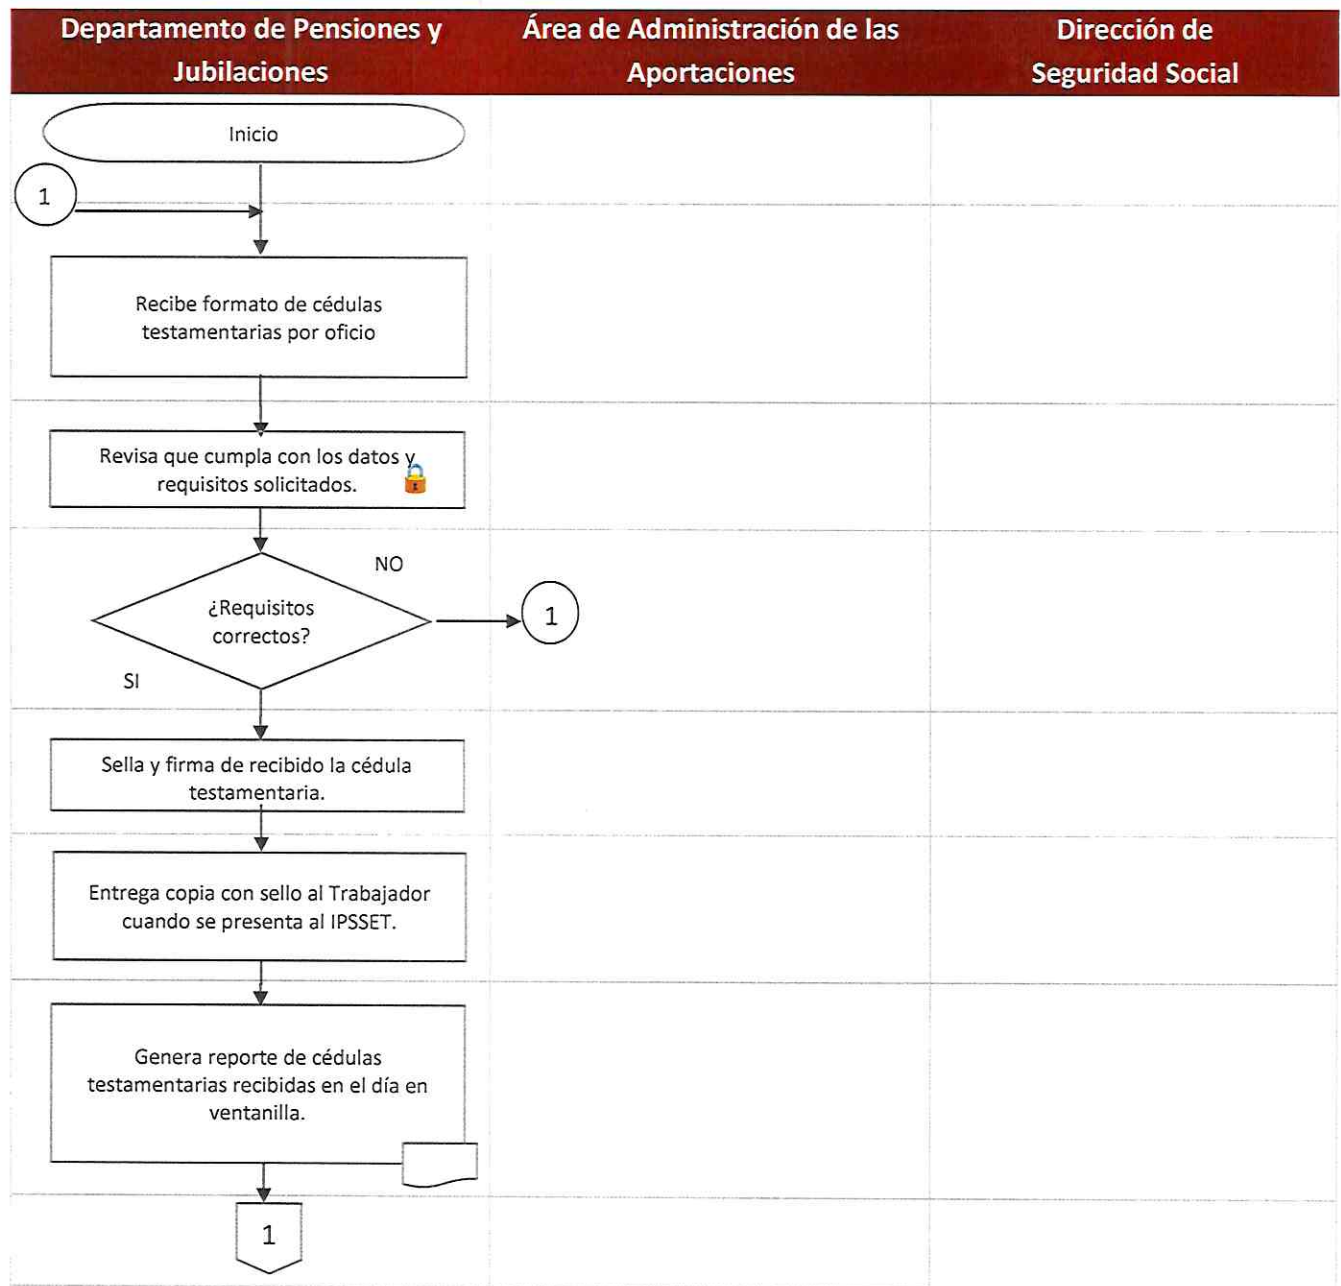 Departamento de Pensiones y
Jubilaciones
Área de Administración de las
Aportaciones
Dirección de
Seguridad Social
Inicio
1
Recibe formato de cédulas
testamentarias por oficio
Revisa que cumpla con los datos y
requisitos solicitados.
NO
¿Requisitos
correctos?
1
SI
Sella y firma de recibido la cédula
testamentaria.
Entrega copia con sello al Trabajador
cuando se presenta al IPSSET.
Genera reporte de cédulas
testamentarias recibidas en el día en
ventanilla.
1